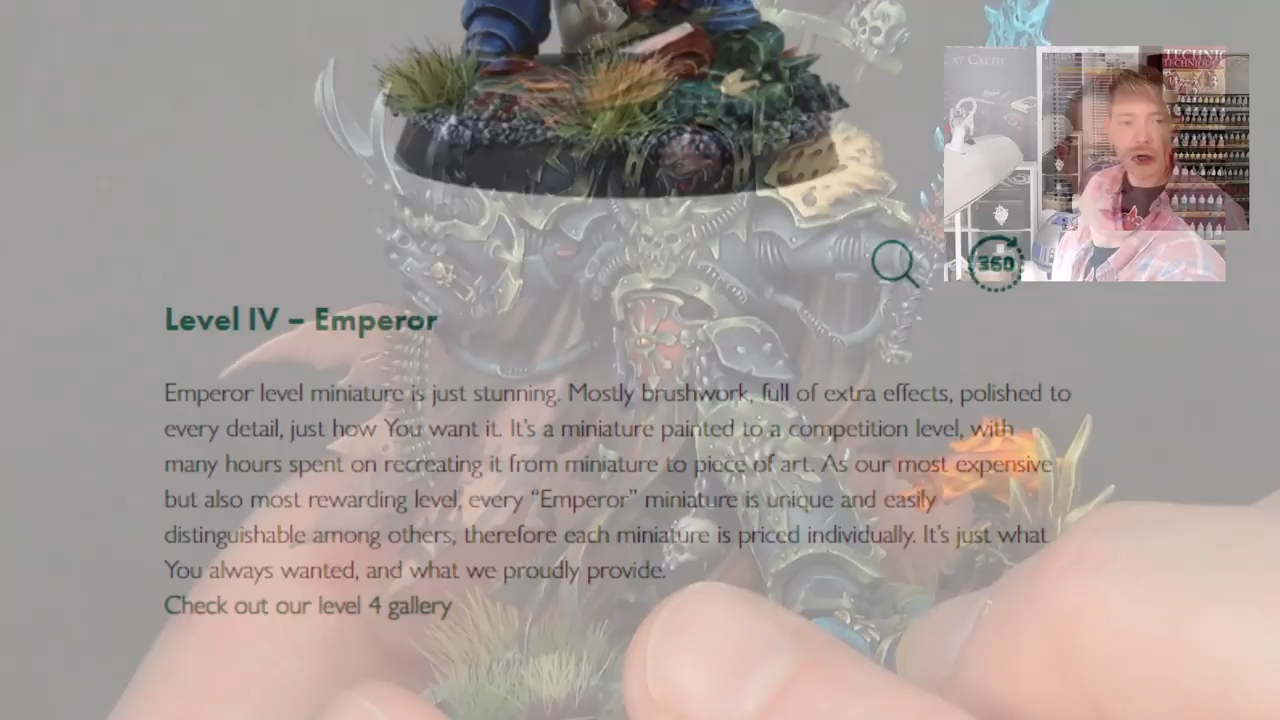 AT CALTH
TECHNIQUE
360
Level IV – Emperor
Emperor level miniature is just stunning. Mostly brushwork, full of extra effects, polished to
every detail, just how You want it. It's a miniature painted to a competition level, with
many hours spent on recreating it from miniature to piece of art. As our most expensive
but also most rewarding level, every “Emperor” miniature is unique and easily
distinguishable among others, therefore each miniature is priced individually. It's just what
You always wanted, and what we proudly provide.
Check out our level 4 gallery